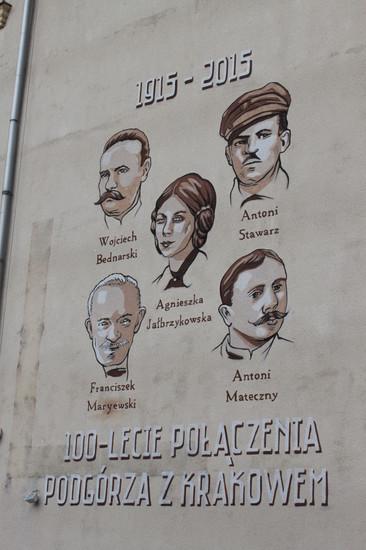 1915 - 2015
Antoni
Stawarz
Wojciech
Bednarski
Agnieszka
Jałbrzykowska
Franciszek
Maryewski
Antoni
Mateczny
100-LECIE POŁĄCZENIA
PODGÓRZA Z KRAKOWEM